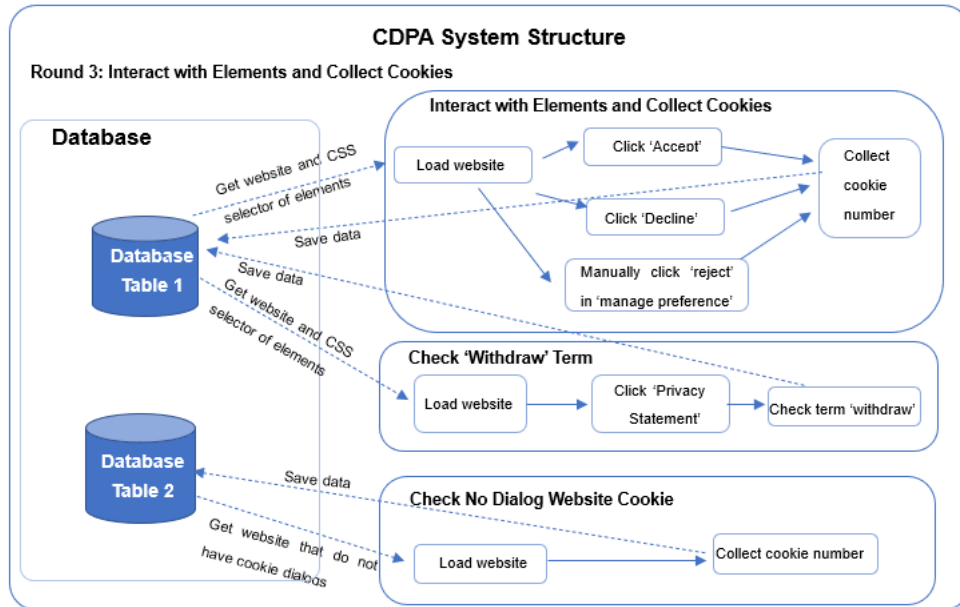 CDPA System Structure
Round 3: Interact with Elements and Collect Cookies
Database
Interact with Elements and Collect Cookies
Get website and CSS
selector of elements
Load website
Click 'Accept'
Click 'Decline'
Manually click 'reject'
in 'manage preference'
Collect
cookie
number
Save data
Database
Table 1
Save data
Get website and CSS
selector of elements
Check 'Withdraw' Term
Load website
Click 'Privacy
Statement'
Check term 'withdraw'
Database
Table 2
Save data
Get website that do not
have cookie dialogs
Check No Dialog Website Cookie
Load website
Collect cookie number